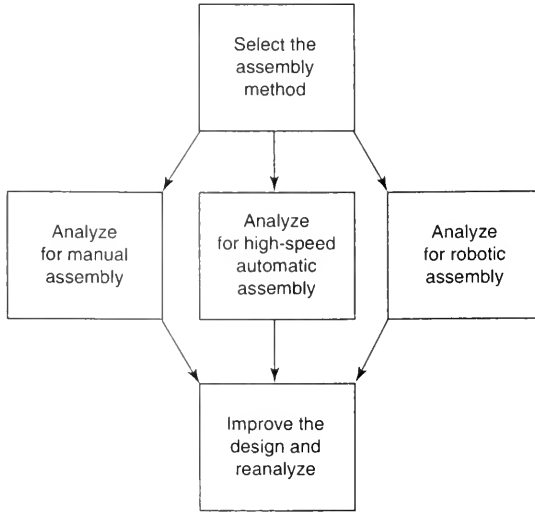 Select the
assembly
method
Analyze
for manual
assembly
Analyze
for high-speed
automatic
assembly
Analyze
for robotic
assembly
Improve the
design and
reanalyze